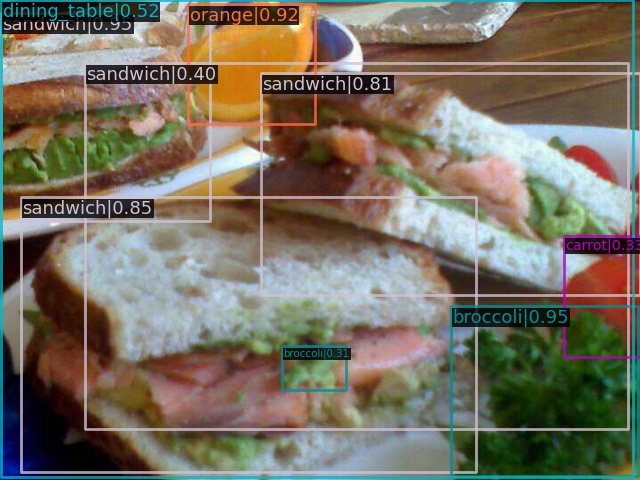 dining_table|0.52
sandwich|0.95
orange|0.92
sandwich|0.40
sandwich|0.81
sandwich|0.85
carrot|0.33
broccoli|0.95
broccoli|0.31